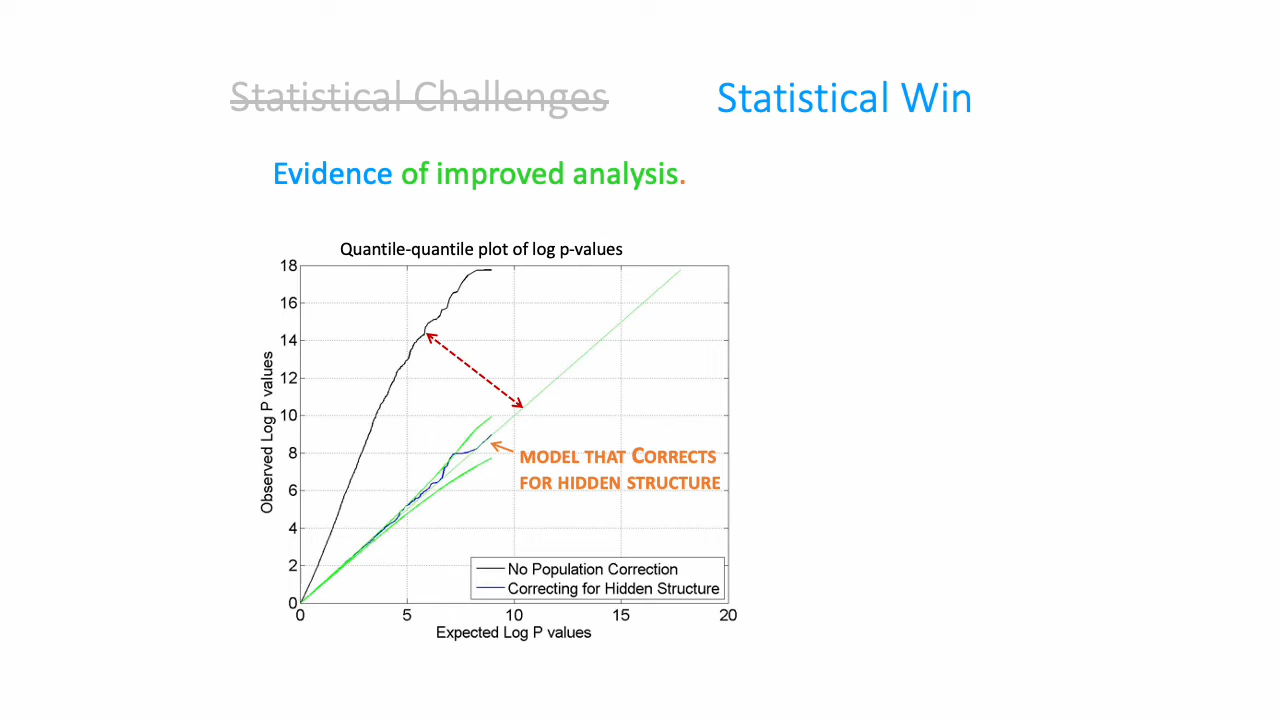 Statistical Challenges
Statistical Win
Evidence of improved analysis.
Quantile-quantile plot of log p-values
18
16
14
12
10
8
6
4
2
0
Observed Log P values
MODEL THAT CORRECTS
FOR HIDDEN STRUCTURE
No Population Correction
Correcting for Hidden Structure
0 5 10 15 20
Expected Log P values